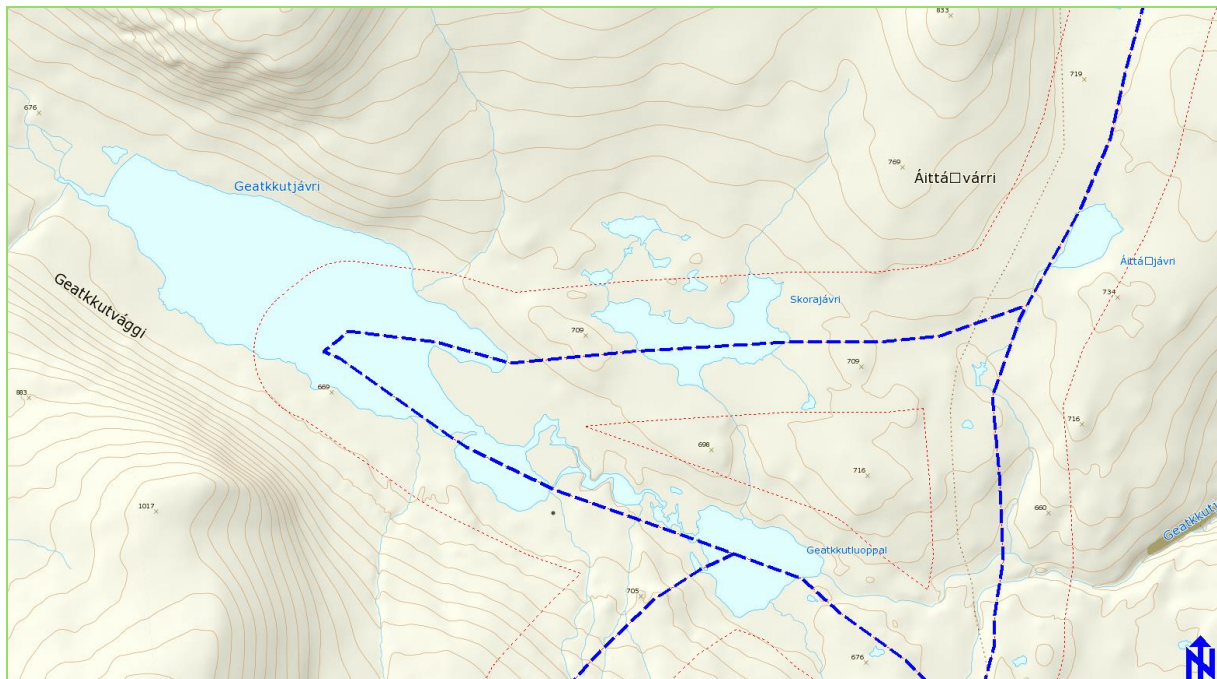 833
719
676
769
Áittá□várri
Geatkkutjávri
Áittá□jávri
Geatkkutvággi
734
Skorajávri
709
709
669
883
716
698
716
1017
660
Geatkkutluoppal
705
676
N